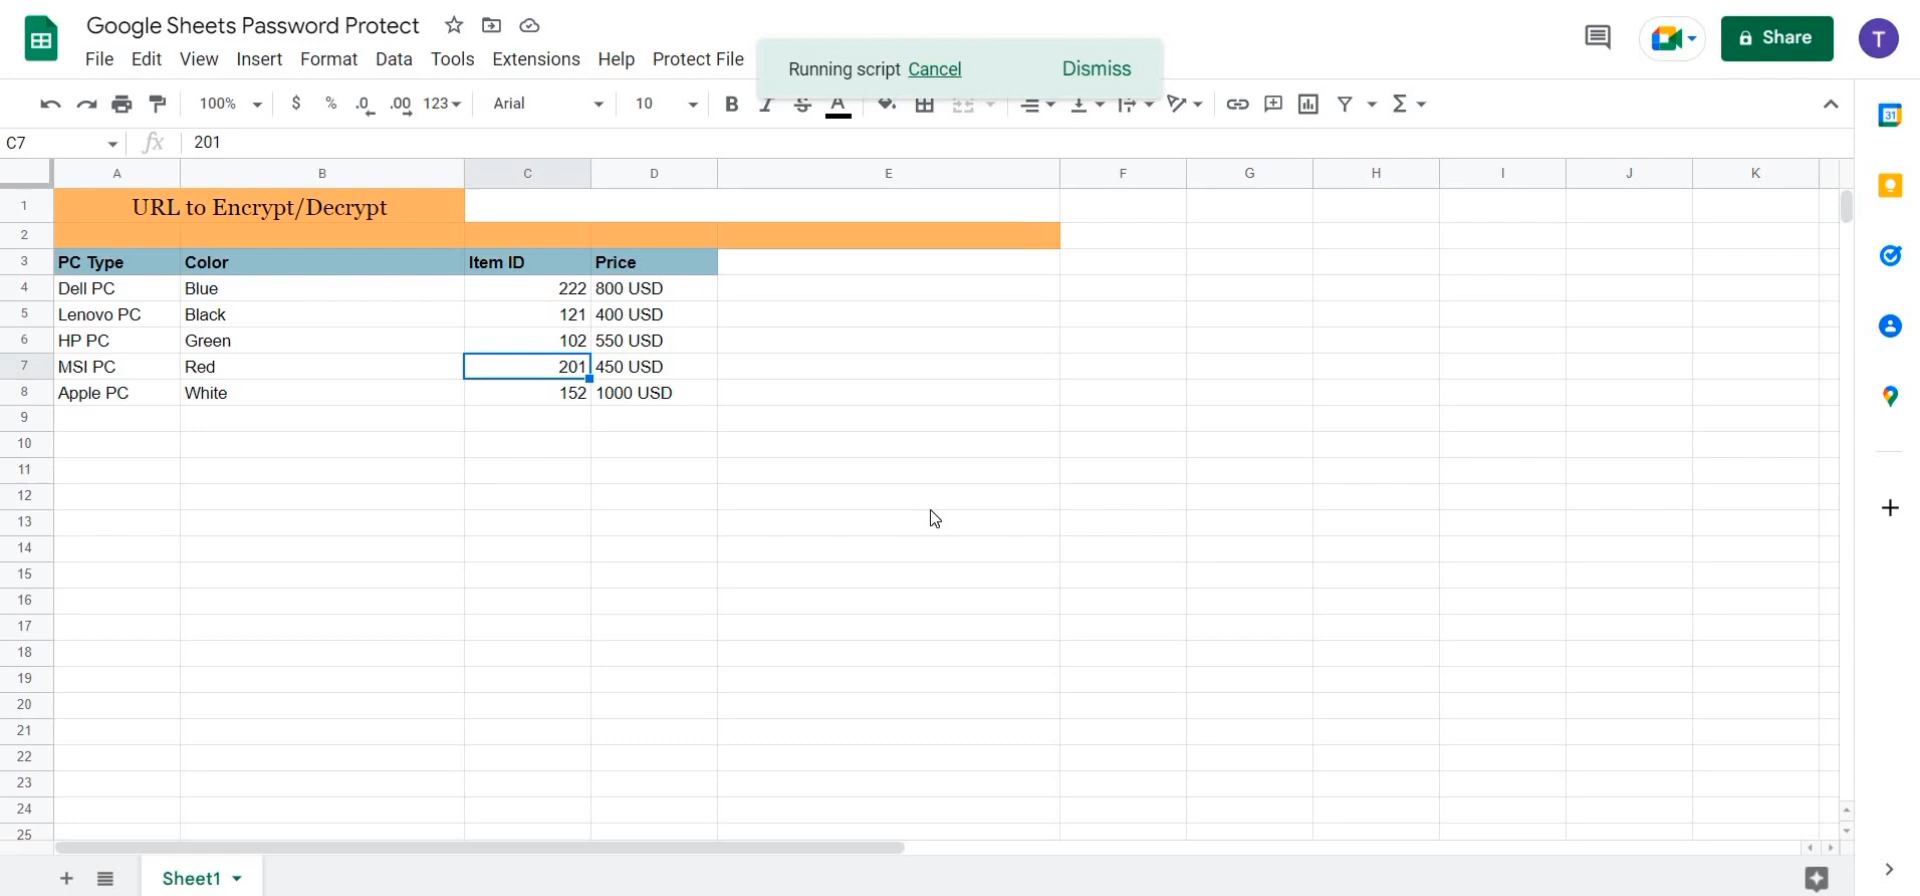 Google Sheets Password Protect
File Edit View Insert Format Data Tools Extensions Help Protect File
Running script Cancel Dismiss
Share
T
100% $ % .0 .00 123 Arial 10 B I S A
31
C7 fx 201
A B C D E F G H I J K
1 URL to Encrypt/Decrypt
2
3 PC Type Color Item ID Price
4 Dell PC Blue 222 800 USD
5 Lenovo PC Black 121 400 USD
6 HP PC Green 102 550 USD
7 MSI PC Red 201 450 USD
8 Apple PC White 152 1000 USD
9
10
11
12
13
14
15
16
17
18
19
20
21
22
23
24
25
Sheet1